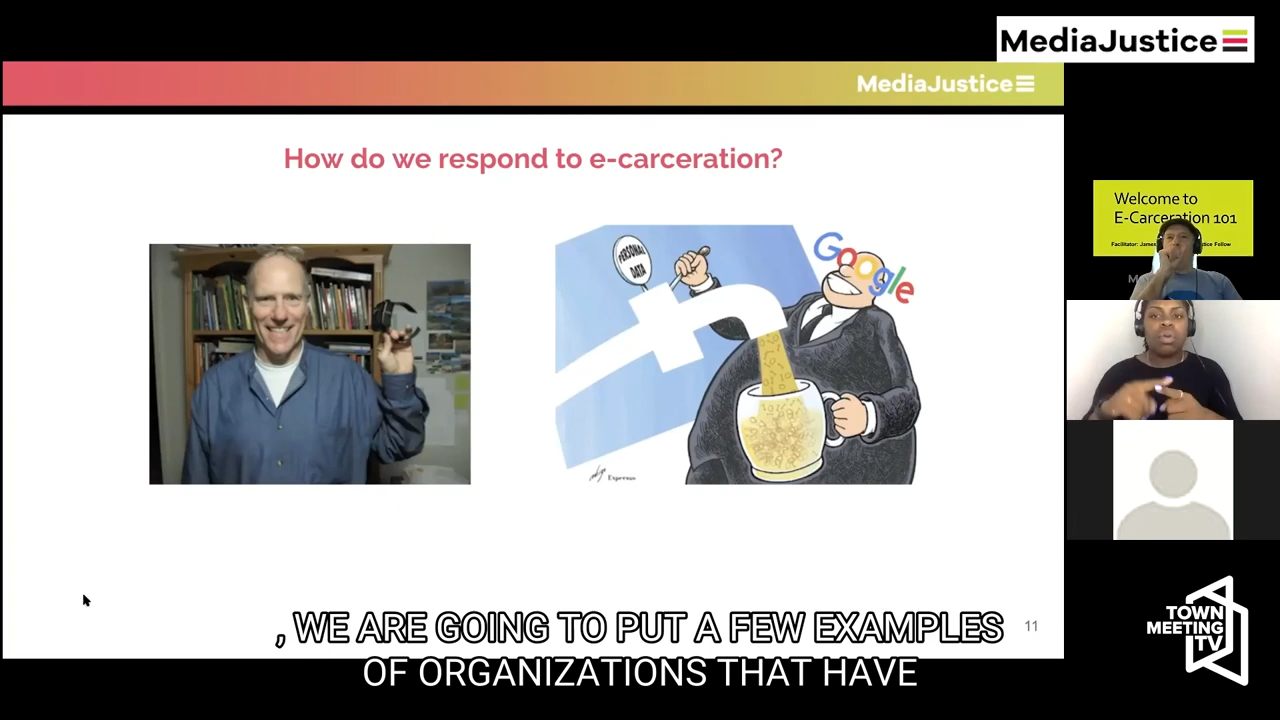 MediaJustice
MediaJustice
How do we respond to e-carceration?
PERSONAL
DATA
Google
Expresso
Welcome to
E-Carceration 101
, WE ARE GOING TO PUT A FEW EXAMPLES
OF ORGANIZATIONS THAT HAVE
11
TOWN
MEETING
TV